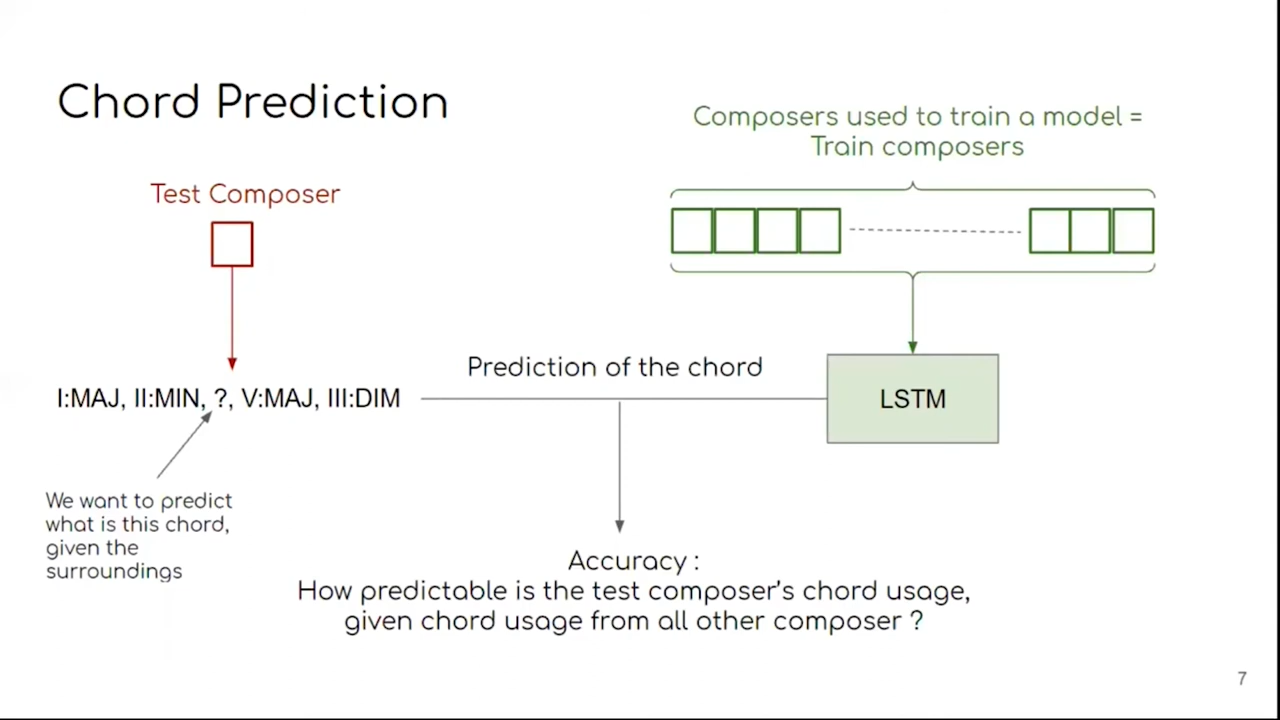 Chord Prediction
Composers used to train a model =
Train composers
Test Composer
Prediction of the chord
I:MAJ, II:MIN, ?, V:MAJ, III:DIM
LSTM
We want to predict
what is this chord,
given the
surroundings
Accuracy :
How predictable is the test composer's chord usage,
given chord usage from all other composer ?
7